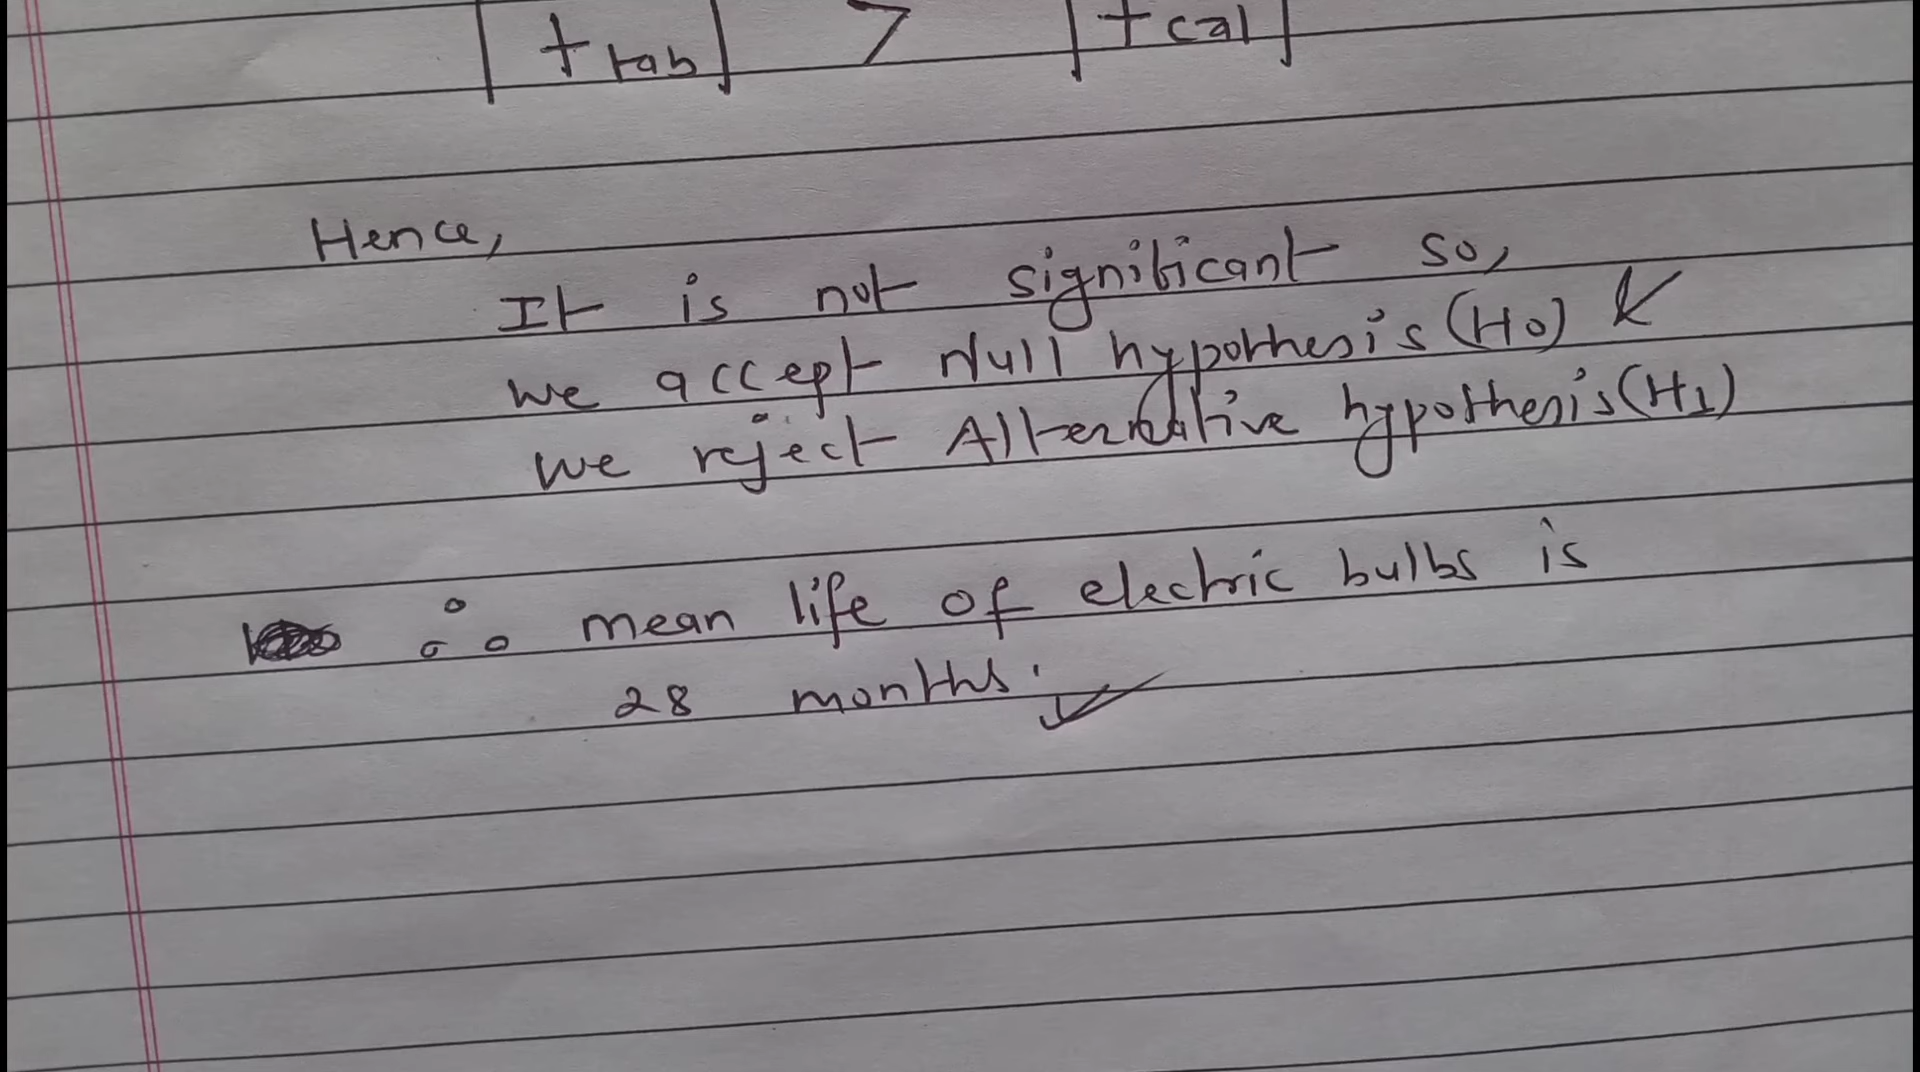 |t tab| > |t cal|
Hence,
It is not significant so,
we accept Null hypothesis (H0) &
we reject Alternative hypothesis (H1)
∴ mean life of electric bulbs is
28 months.